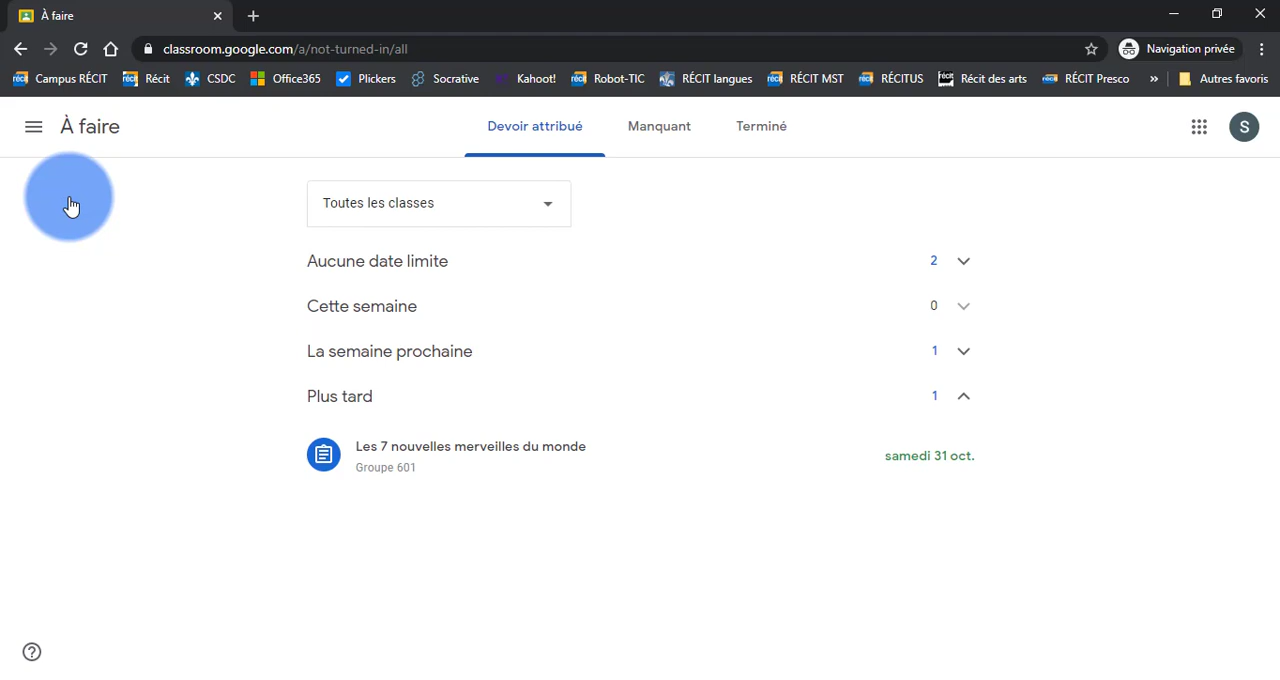 À faire
classroom.google.com/a/not-turned-in/all
Navigation privée
Campus RÉCIT
Récit
CSDC
Office365
Plickers
Socrative
Kahoot!
Robot-TIC
RÉCIT langues
RÉCIT MST
RÉCITUS
Récit des arts
RÉCIT Presco
»
Autres favoris
À faire
Devoir attribué
Manquant
Terminé
S
Toutes les classes
Aucune date limite 2
Cette semaine 0
La semaine prochaine 1
Plus tard 1
Les 7 nouvelles merveilles du monde
Groupe 601
samedi 31 oct.